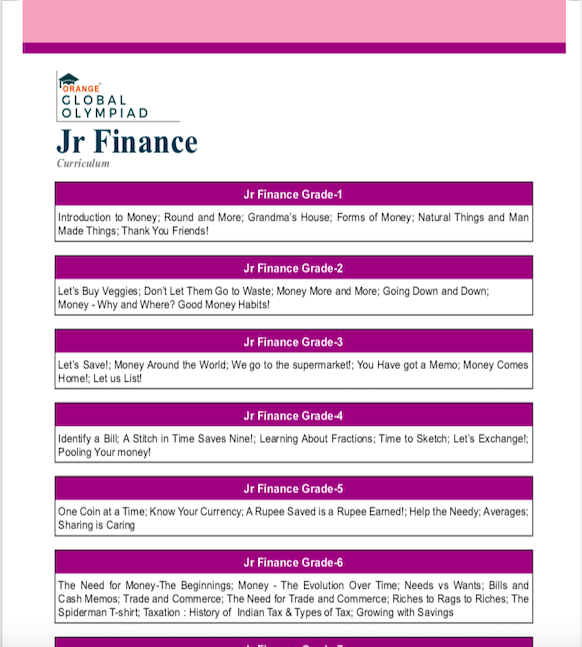 ORANGE
GLOBAL
OLYMPIAD
Jr Finance
Curriculum
Jr Finance Grade-1
Introduction to Money; Round and More; Grandma's House; Forms of Money; Natural Things and Man
Made Things; Thank You Friends!
Jr Finance Grade-2
Let's Buy Veggies; Don't Let Them Go to Waste; Money More and More; Going Down and Down;
Money - Why and Where? Good Money Habits!
Jr Finance Grade-3
Let's Save!; Money Around the World; We go to the supermarket!; You Have got a Memo; Money Comes
Home!; Let us List!
Jr Finance Grade-4
Identify a Bill; A Stitch in Time Saves Nine!; Learning About Fractions; Time to Sketch; Let's Exchange!;
Pooling Your money!
Jr Finance Grade-5
One Coin at a Time; Know Your Currency; A Rupee Saved is a Rupee Earned!; Help the Needy; Averages;
Sharing is Caring
Jr Finance Grade-6
The Need for Money-The Beginnings; Money - The Evolution Over Time; Needs vs Wants; Bills and
Cash Memos; Trade and Commerce; The Need for Trade and Commerce; Riches to Rags to Riches; The
Spiderman T-shirt; Taxation : History of Indian Tax & Types of Tax; Growing with Savings